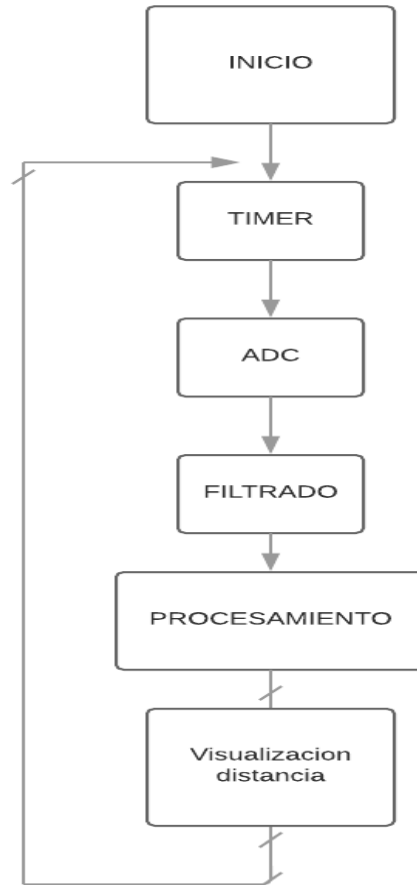 INICIO
TIMER
ADC
FILTRADO
PROCESAMIENTO
Visualizacion
distancia